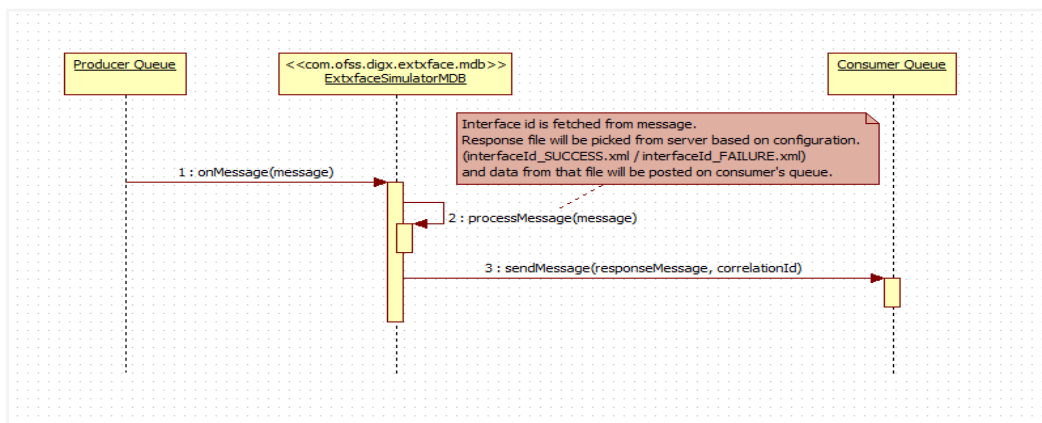 Producer Queue
<<com.ofss.digx.extxface.mdb>>
ExtxfaceSimulatorMDB
Consumer Queue
Interface id is fetched from message.
Response file will be picked from server based on configuration.
(interfaceId_SUCCESS.xml / interfaceId_FAILURE.xml)
and data from that file will be posted on consumer's queue.
1 : onMessage(message)
2 : processMessage(message)
3 : sendMessage(responseMessage, correlationId)